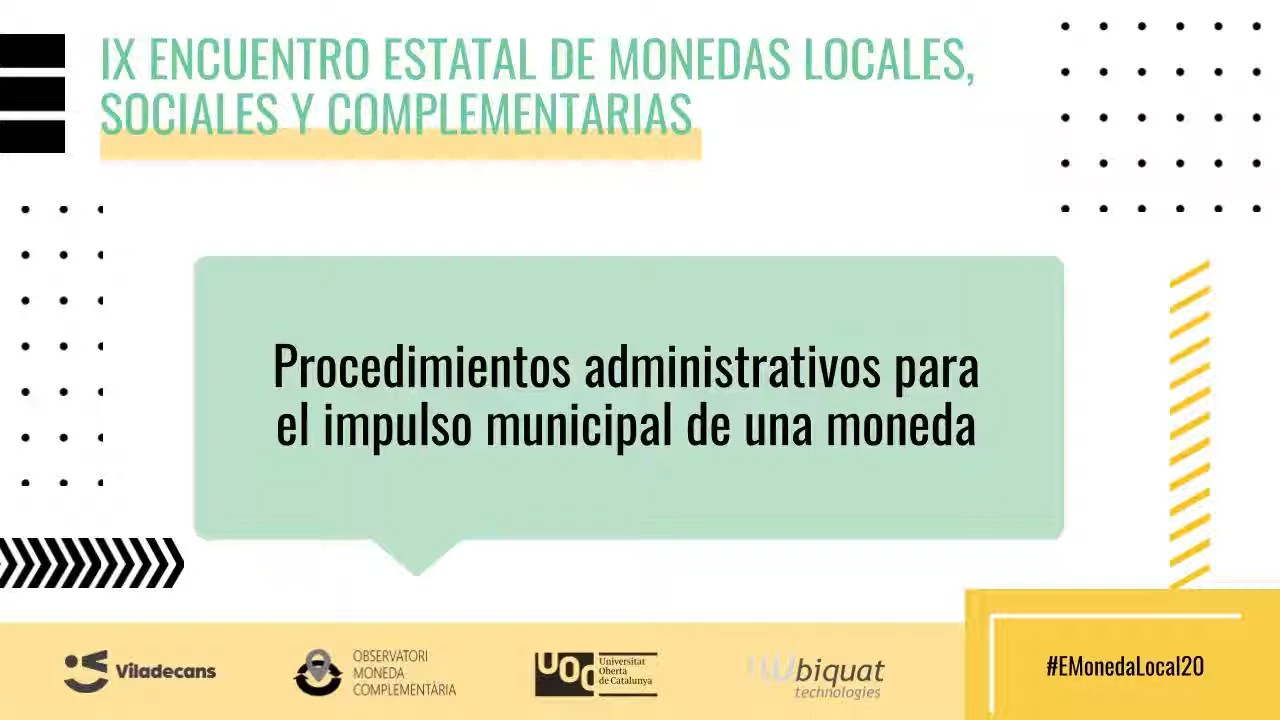 IX ENCUENTRO ESTATAL DE MONEDAS LOCALES,
SOCIALES Y COMPLEMENTARIAS
Procedimientos administrativos para
el impulso municipal de una moneda
Viladecans
OBSERVATORI
MONEDA
COMPLEMENTÀRIA
UOC
Universitat
Oberta
de Catalunya
Ubiquat
technologies
#EMonedaLocal20